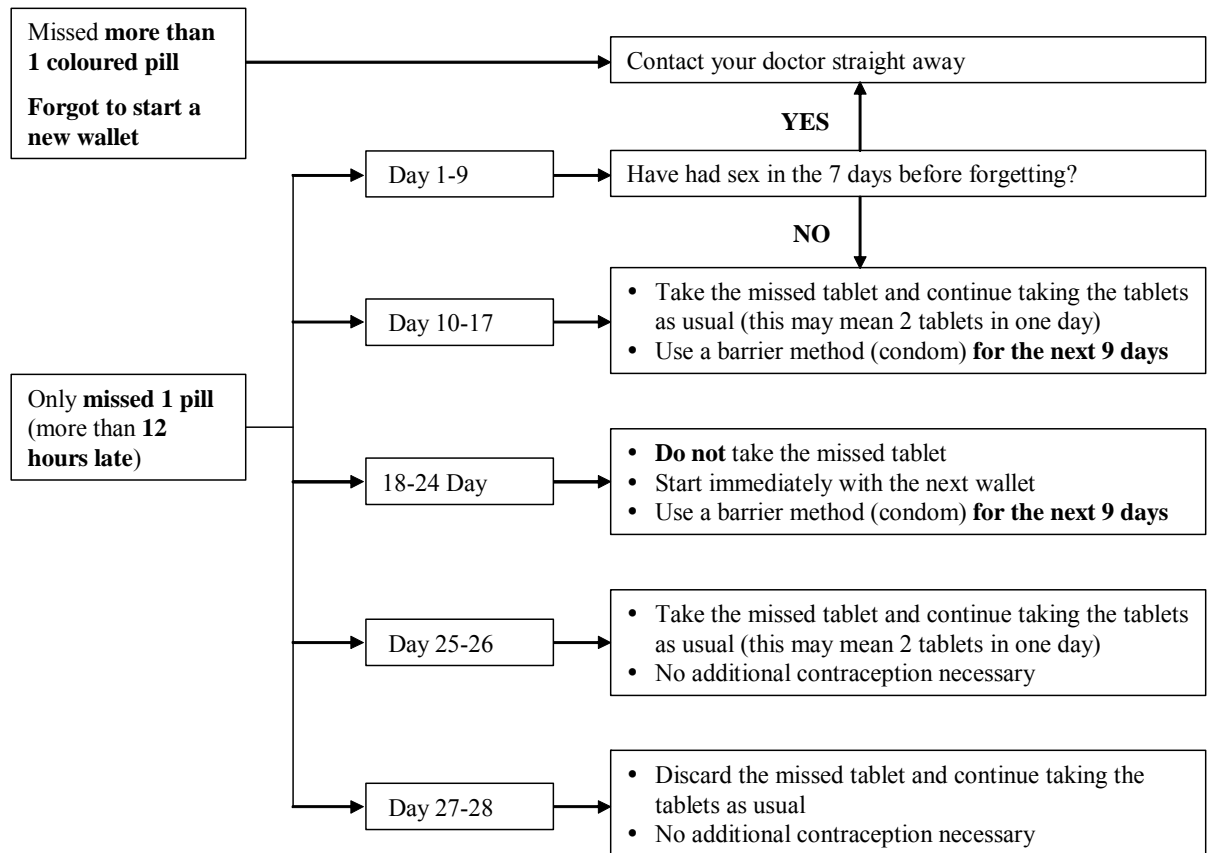 Missed more than
1 coloured pill
Forgot to start a
new wallet
Contact your doctor straight away
YES
Day 1-9
Have had sex in the 7 days before forgetting?
NO
Day 10-17
• Take the missed tablet and continue taking the tablets
as usual (this may mean 2 tablets in one day)
• Use a barrier method (condom) for the next 9 days
Only missed 1 pill
(more than 12
hours late)
18-24 Day
• Do not take the missed tablet
• Start immediately with the next wallet
• Use a barrier method (condom) for the next 9 days
Day 25-26
• Take the missed tablet and continue taking the tablets
as usual (this may mean 2 tablets in one day)
• No additional contraception necessary
Day 27-28
• Discard the missed tablet and continue taking the
tablets as usual
• No additional contraception necessary